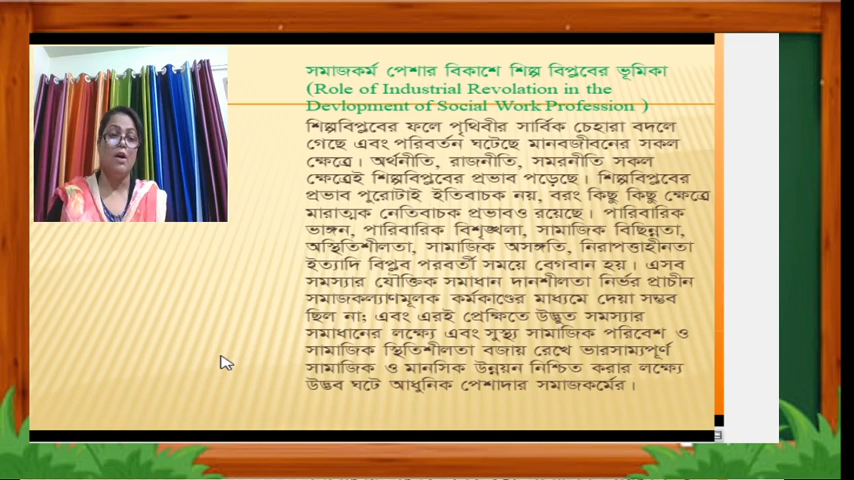 সমাজকর্ম পেশার বিকাশে শিল্প বিপ্লবের ভূমিকা
(Role of Industrial Revolation in the
Devlopment of Social Work Profession )
শিল্পবিপ্লবের ফলে পৃথিবীর সার্বিক চেহারা বদলে
গেছে এবং পরিবর্তন ঘটেছে মানবজীবনের সকল
ক্ষেত্রে। অর্থনীতি, রাজনীতি, সমরনীতি সকল
ক্ষেত্রেই শিল্পবিপ্লবের প্রভাব পড়েছে। শিল্পবিপ্লবের
প্রভাব পুরোটাই ইতিবাচক নয়, বরং কিছু কিছু ক্ষেত্রে
মারাত্মক নেতিবাচক প্রভাবও রয়েছে। পারিবারিক
ভাঙ্গন, পারিবারিক বিশৃঙ্খলা, সামাজিক বিছিন্নতা,
অস্থিতিশীলতা, সামাজিক অসঙ্গতি, নিরাপত্তাহীনতা
ইত্যাদি বিপ্লব পরবর্তী সময়ে বেগবান হয়। এসব
সমস্যার যৌক্তিক সমাধান দানশীলতা নির্ভর প্রাচীন
সমাজকল্যাণমূলক কর্মকাণ্ডের মাধ্যমে দেয়া সম্ভব
ছিল না; এবং এরই প্রেক্ষিতে উদ্ভুত সমস্যার
সমাধানের লক্ষ্যে এবং সুস্থ্য সামাজিক পরিবেশ ও
সামাজিক স্থিতিশীলতা বজায় রেখে ভারসাম্যপূর্ণ
সামাজিক ও মানসিক উন্নয়ন নিশ্চিত করার লক্ষ্যে
উদ্ভব ঘটে আধুনিক পেশাদার সমাজকর্মের।